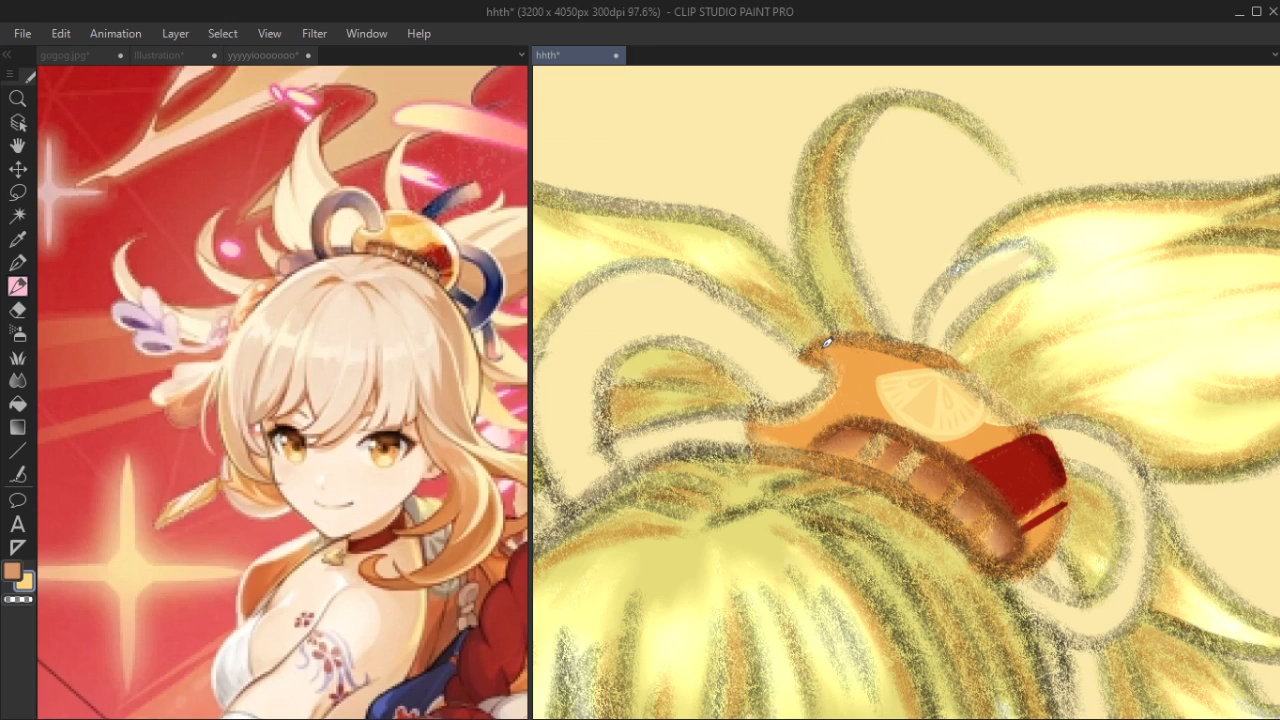 hhth* (3200 x 4050px 300dpi 97.6%) - CLIP STUDIO PAINT PRO
File Edit Animation Layer Select View Filter Window Help
gogog.jpg* Illustration* yyyyyiooooooo* hhth*